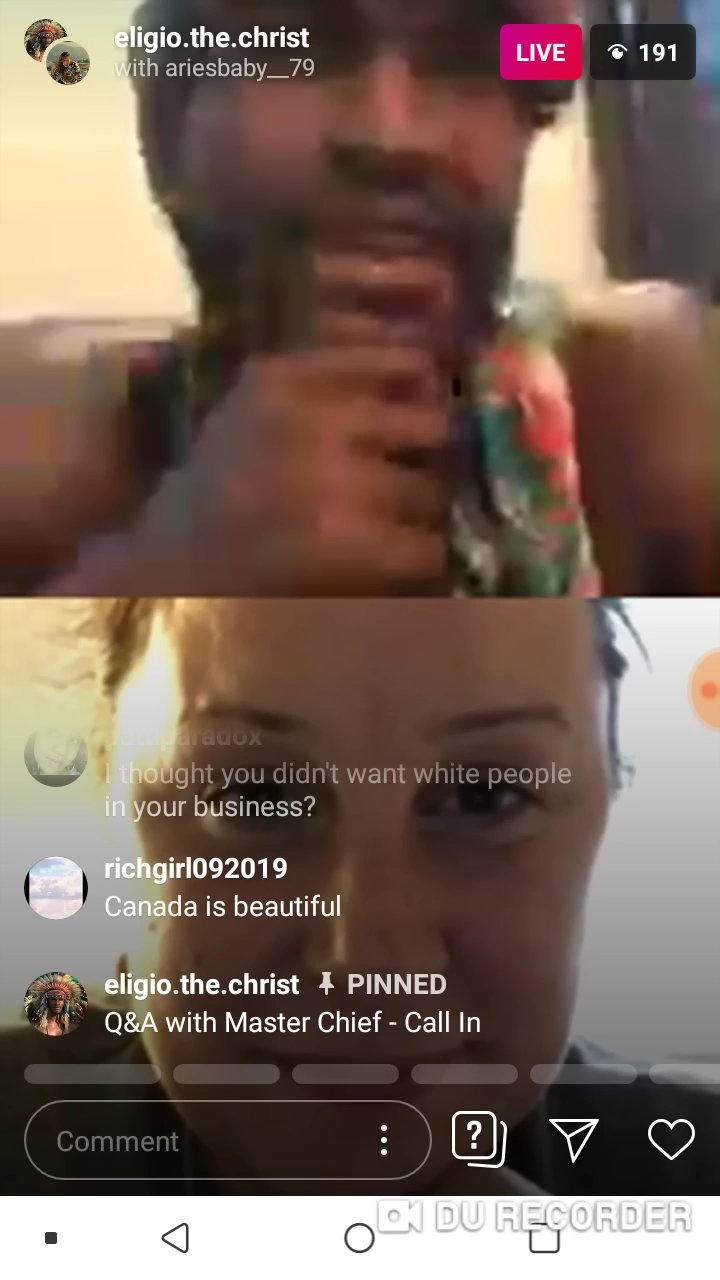 eligio.the.christ
with ariesbaby__79
LIVE
191
I thought you didn't want white people
in your business?
richgirl092019
Canada is beautiful
eligio.the.christ PINNED
Q&A with Master Chief - Call In
Comment
?
DU RECORDER